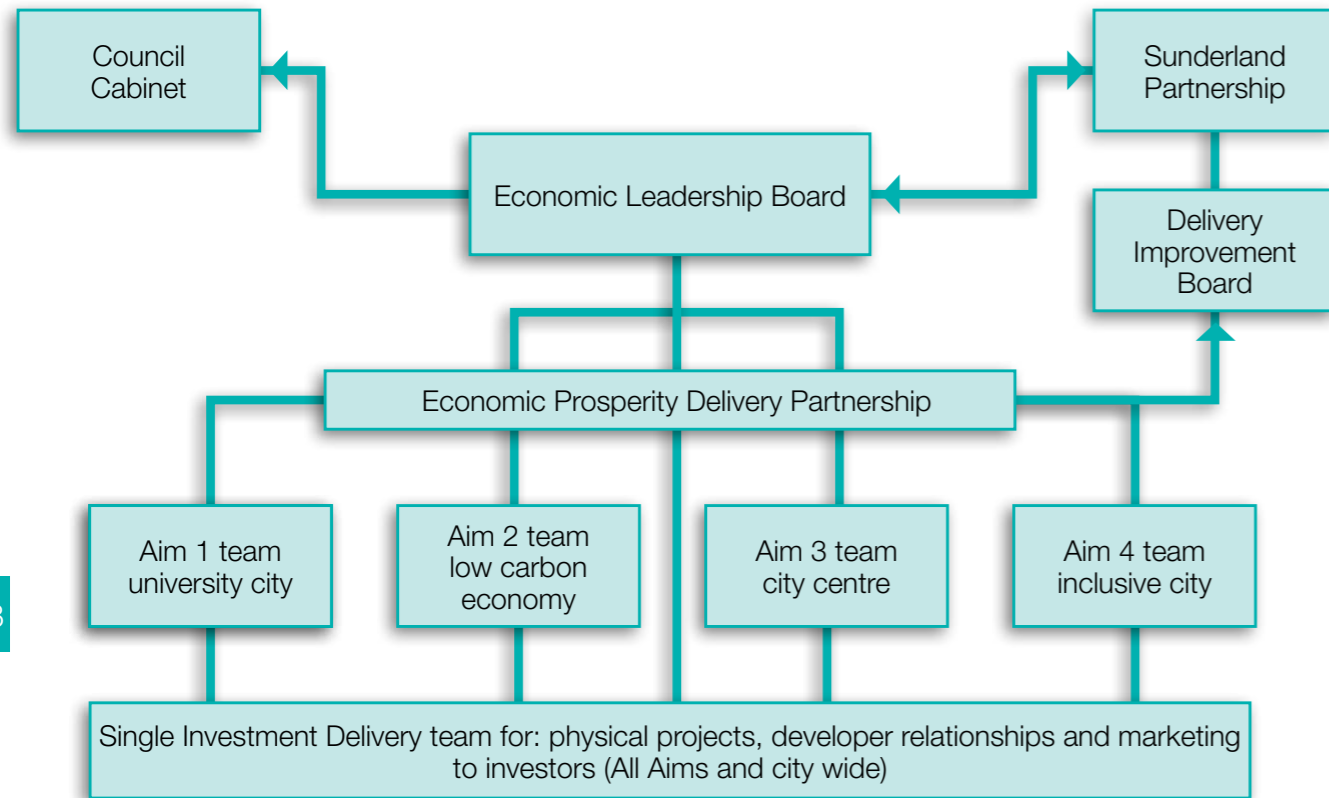 Council
Cabinet
Sunderland
Partnership
Economic Leadership Board
Delivery
Improvement
Board
Economic Prosperity Delivery Partnership
Aim 1 team
university city
Aim 2 team
low carbon
economy
Aim 3 team
city centre
Aim 4 team
inclusive city
Single Investment Delivery team for: physical projects, developer relationships and marketing
to investors (All Aims and city wide)